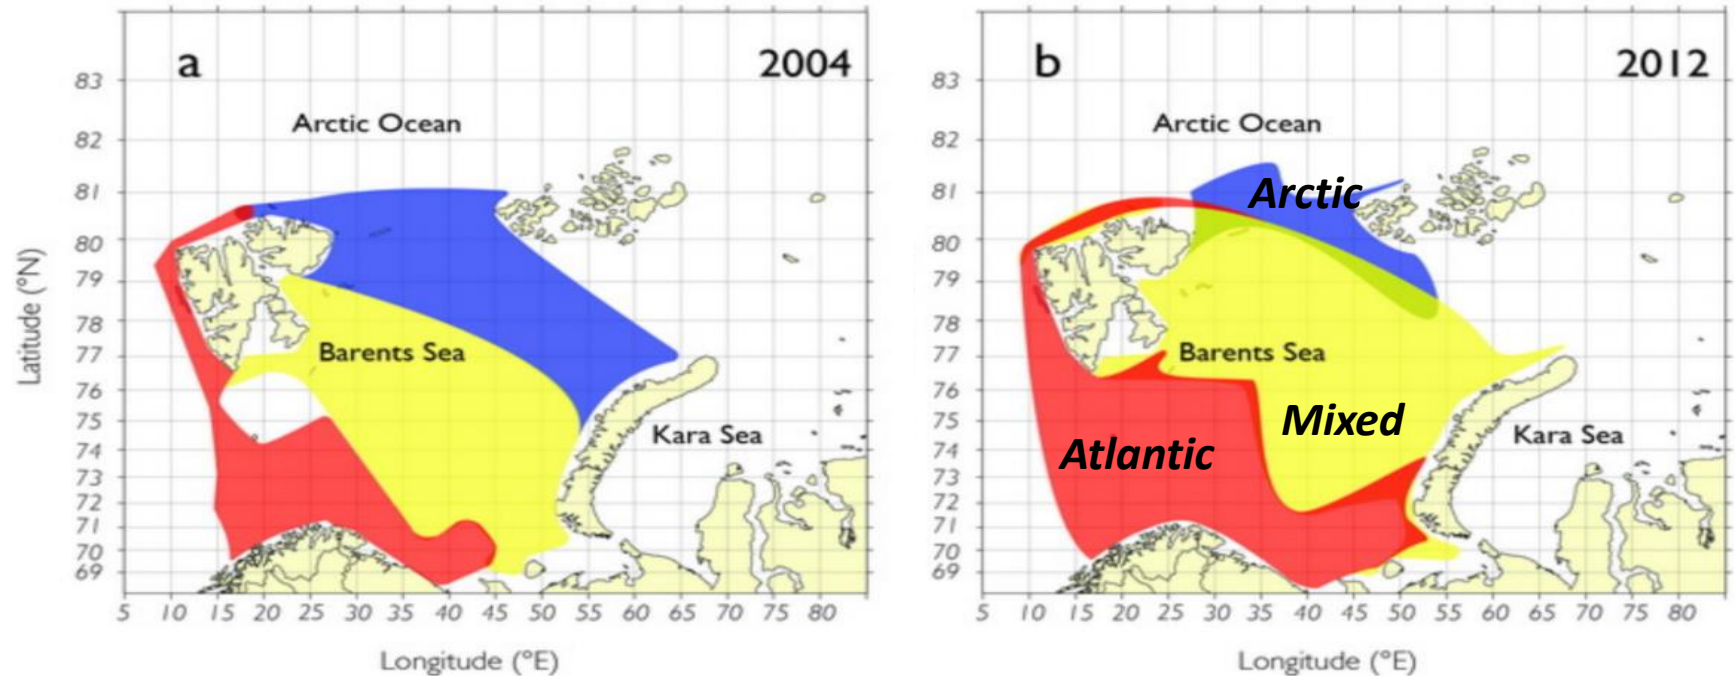 a 2004
83
Arctic Ocean
82
81
80
79
78
77
Barents Sea
76
75
Kara Sea
74
73
72
71
70
69
Latitude (°N)
5 10 15 20 25 30 35 40 45 50 55 60 65 70 75 80
Longitude (°E)
b 2012
83
Arctic Ocean
82
81
Arctic
80
79
78
77
Barents Sea
76
Mixed
75
Kara Sea
74
Atlantic
73
72
71
70
69
5 10 15 20 25 30 35 40 45 50 55 60 65 70 75 80
Longitude (°E)